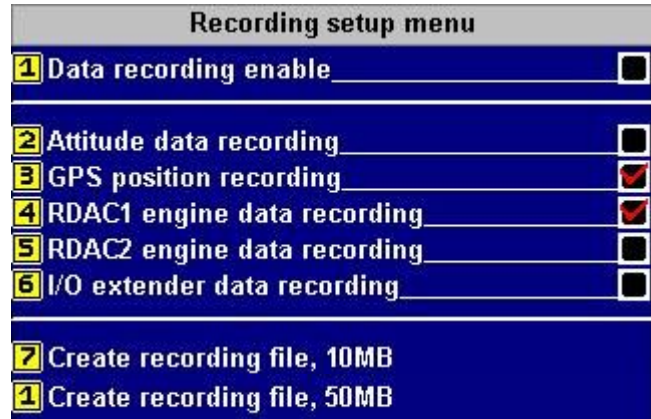 Recording setup menu
1 Data recording enable
2 Attitude data recording
3 GPS position recording
4 RDAC1 engine data recording
5 RDAC2 engine data recording
6 I/O extender data recording
7 Create recording file, 10MB
1 Create recording file, 50MB